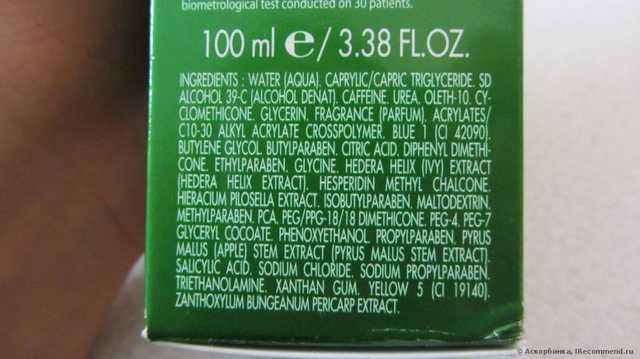 biometrological test conducted on 30 patients.
100 ml ℮/ 3.38 FL.OZ.
INGREDIENTS : WATER (AQUA). CAPRYLIC/CAPRIC TRIGLYCERIDE. SD
ALCOHOL 39-C (ALCOHOL DENAT). CAFFEINE. UREA. OLETH-10. CY-
CLOMETHICONE. GLYCERIN. FRAGRANCE (PARFUM). ACRYLATES/
C10-30 ALKYL ACRYLATE CROSSPOLYMER. BLUE 1 (CI 42090).
BUTYLENE GLYCOL. BUTYLPARABEN. CITRIC ACID. DIPHENYL DIMETHI-
CONE. ETHYLPARABEN. GLYCINE. HEDERA HELIX (IVY) EXTRACT
(HEDERA HELIX EXTRACT). HESPERIDIN METHYL CHALCONE.
HIERACIUM PILOSELLA EXTRACT. ISOBUTYLPARABEN. MALTODEXTRIN.
METHYLPARABEN. PCA. PEG/PPG-18/18 DIMETHICONE. PEG-4. PEG-7
GLYCERYL COCOATE. PHENOXYETHANOL. PROPYLPARABEN. PYRUS
MALUS (APPLE) STEM EXTRACT (PYRUS MALUS STEM EXTRACT).
SALICYLIC ACID. SODIUM CHLORIDE. SODIUM PROPYLPARABEN.
TRIETHANOLAMINE. XANTHAN GUM. YELLOW 5 (CI 19140).
ZANTHOXYLUM BUNGEANUM PERICARP EXTRACT.
© Аскорбинка, IRecommend.ru